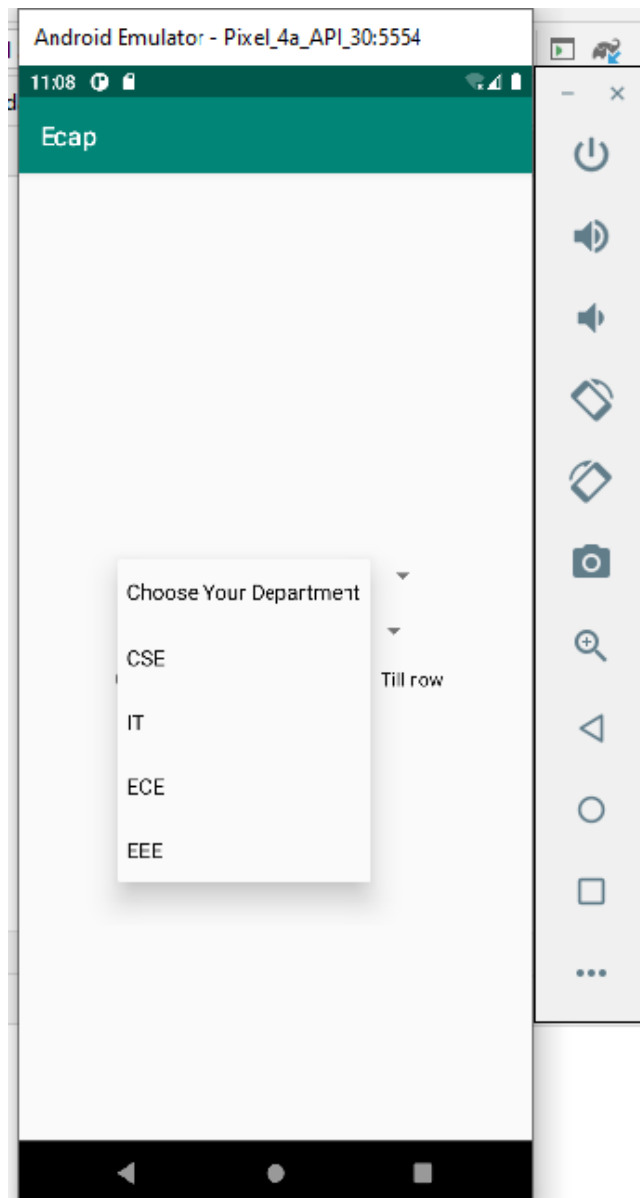 Android Emulator - Pixel_4a_API_30:5554
11:08
Ecap
Choose Your Department
CSE
Till row
IT
ECE
EEE